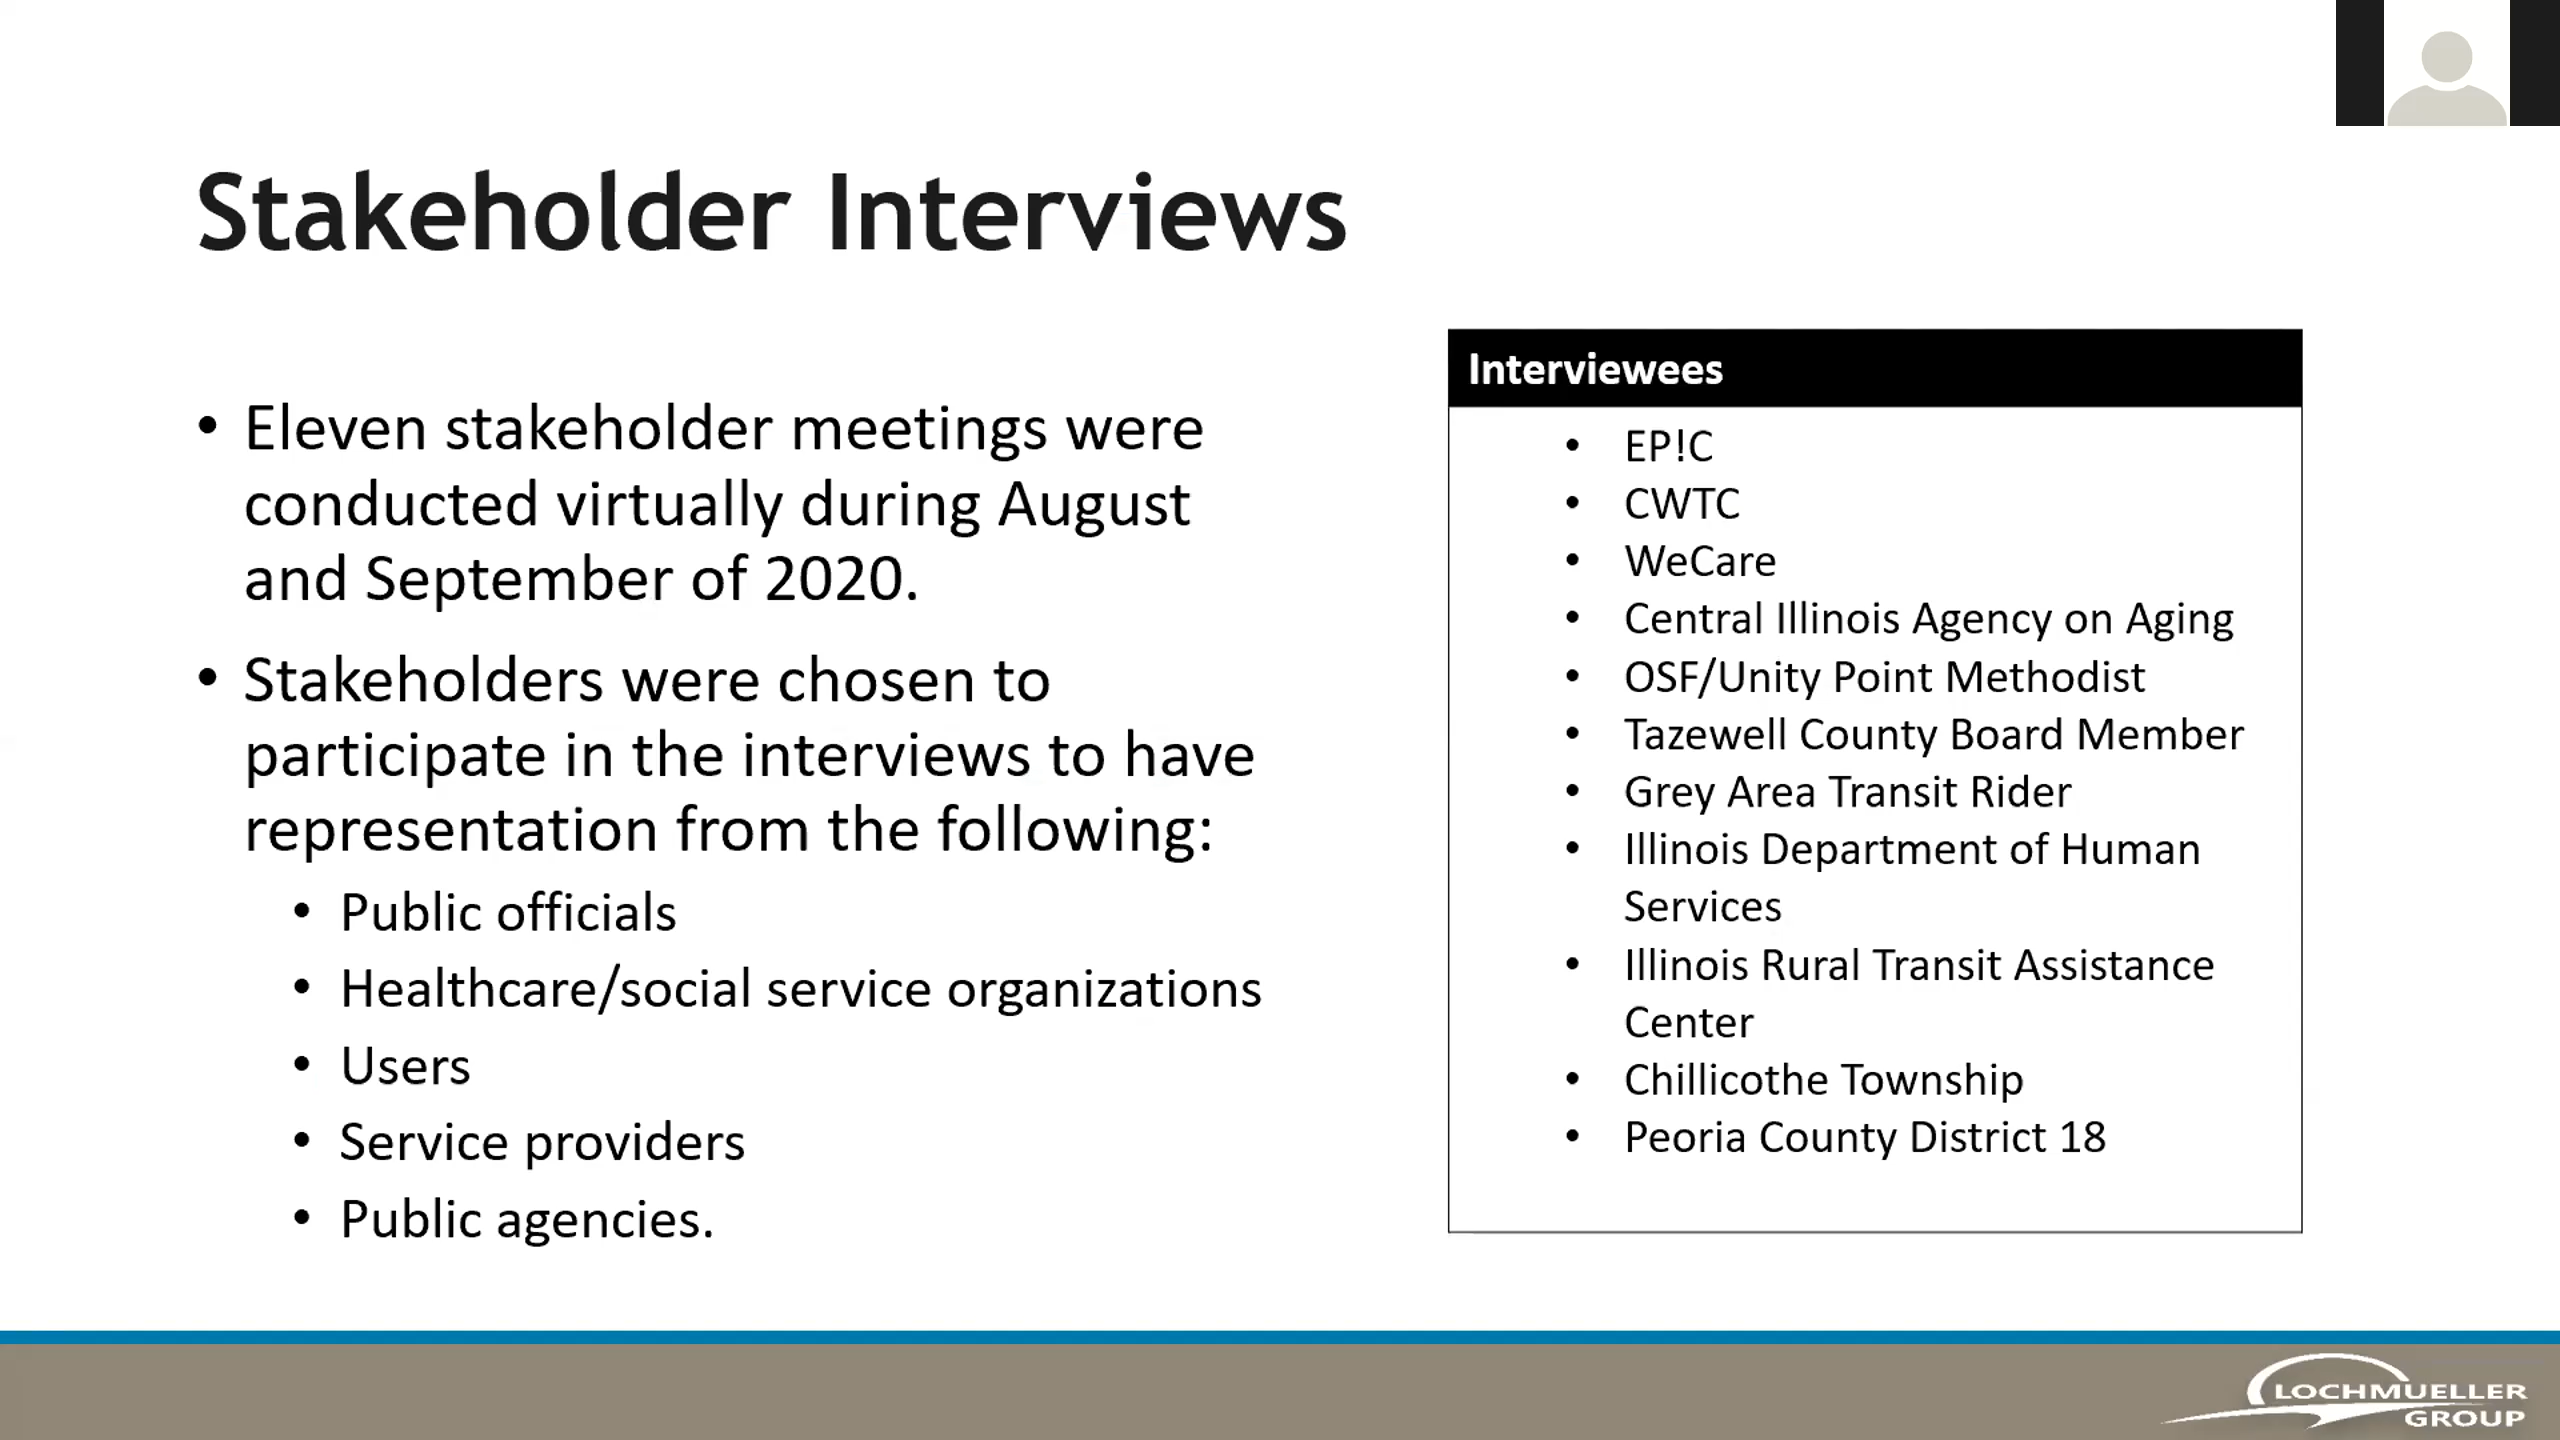 Stakeholder Interviews
• Eleven stakeholder meetings were
conducted virtually during August
and September of 2020.
• Stakeholders were chosen to
participate in the interviews to have
representation from the following:
• Public officials
• Healthcare/social service organizations
• Users
• Service providers
• Public agencies.
Interviewees
• EP!C
• CWTC
• WeCare
• Central Illinois Agency on Aging
• OSF/Unity Point Methodist
• Tazewell County Board Member
• Grey Area Transit Rider
• Illinois Department of Human
Services
• Illinois Rural Transit Assistance
Center
• Chillicothe Township
• Peoria County District 18
LOCHMUELLER
GROUP